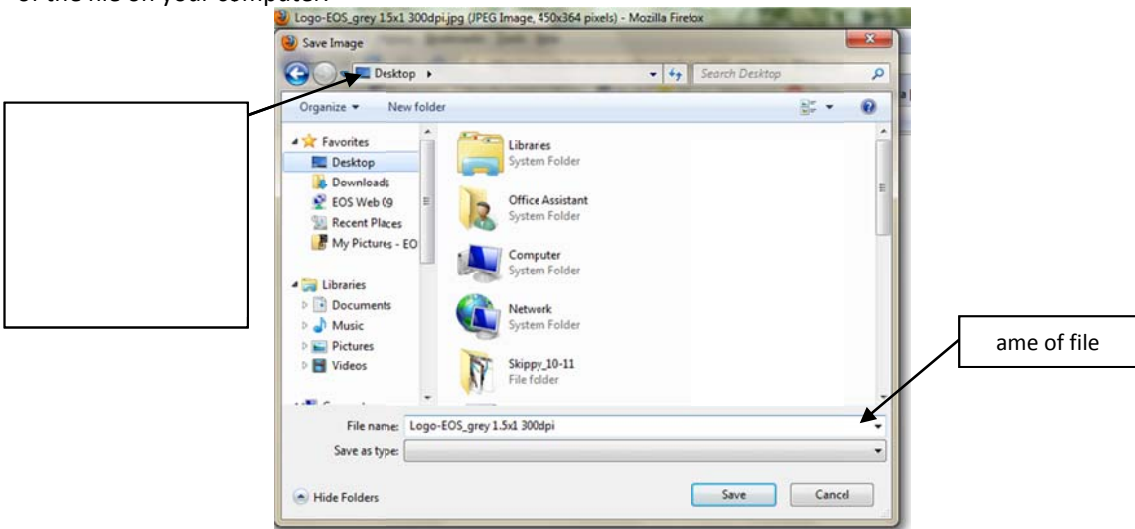 of the file on your computer.
Logo-EOS_grey 15x1 300dpi.jpg (JPEG Image, 450x364 pixels) - Mozilla Firefox
Save Image
Desktop
Search Desktop
Organize
New folder
Favorites
Desktop
Downloads
EOS Web (9
Recent Places
My Pictures - EO
Libraries
Documents
Music
Pictures
Videos
Libraries
System Folder
Office Assistant
System Folder
Computer
System Folder
Network
System Folder
Skippy_10-11
File folder
ame of file
File name: Logo-EOS_grey 1.5x1 300dpi
Save as type:
Hide Folders
Save
Cancel